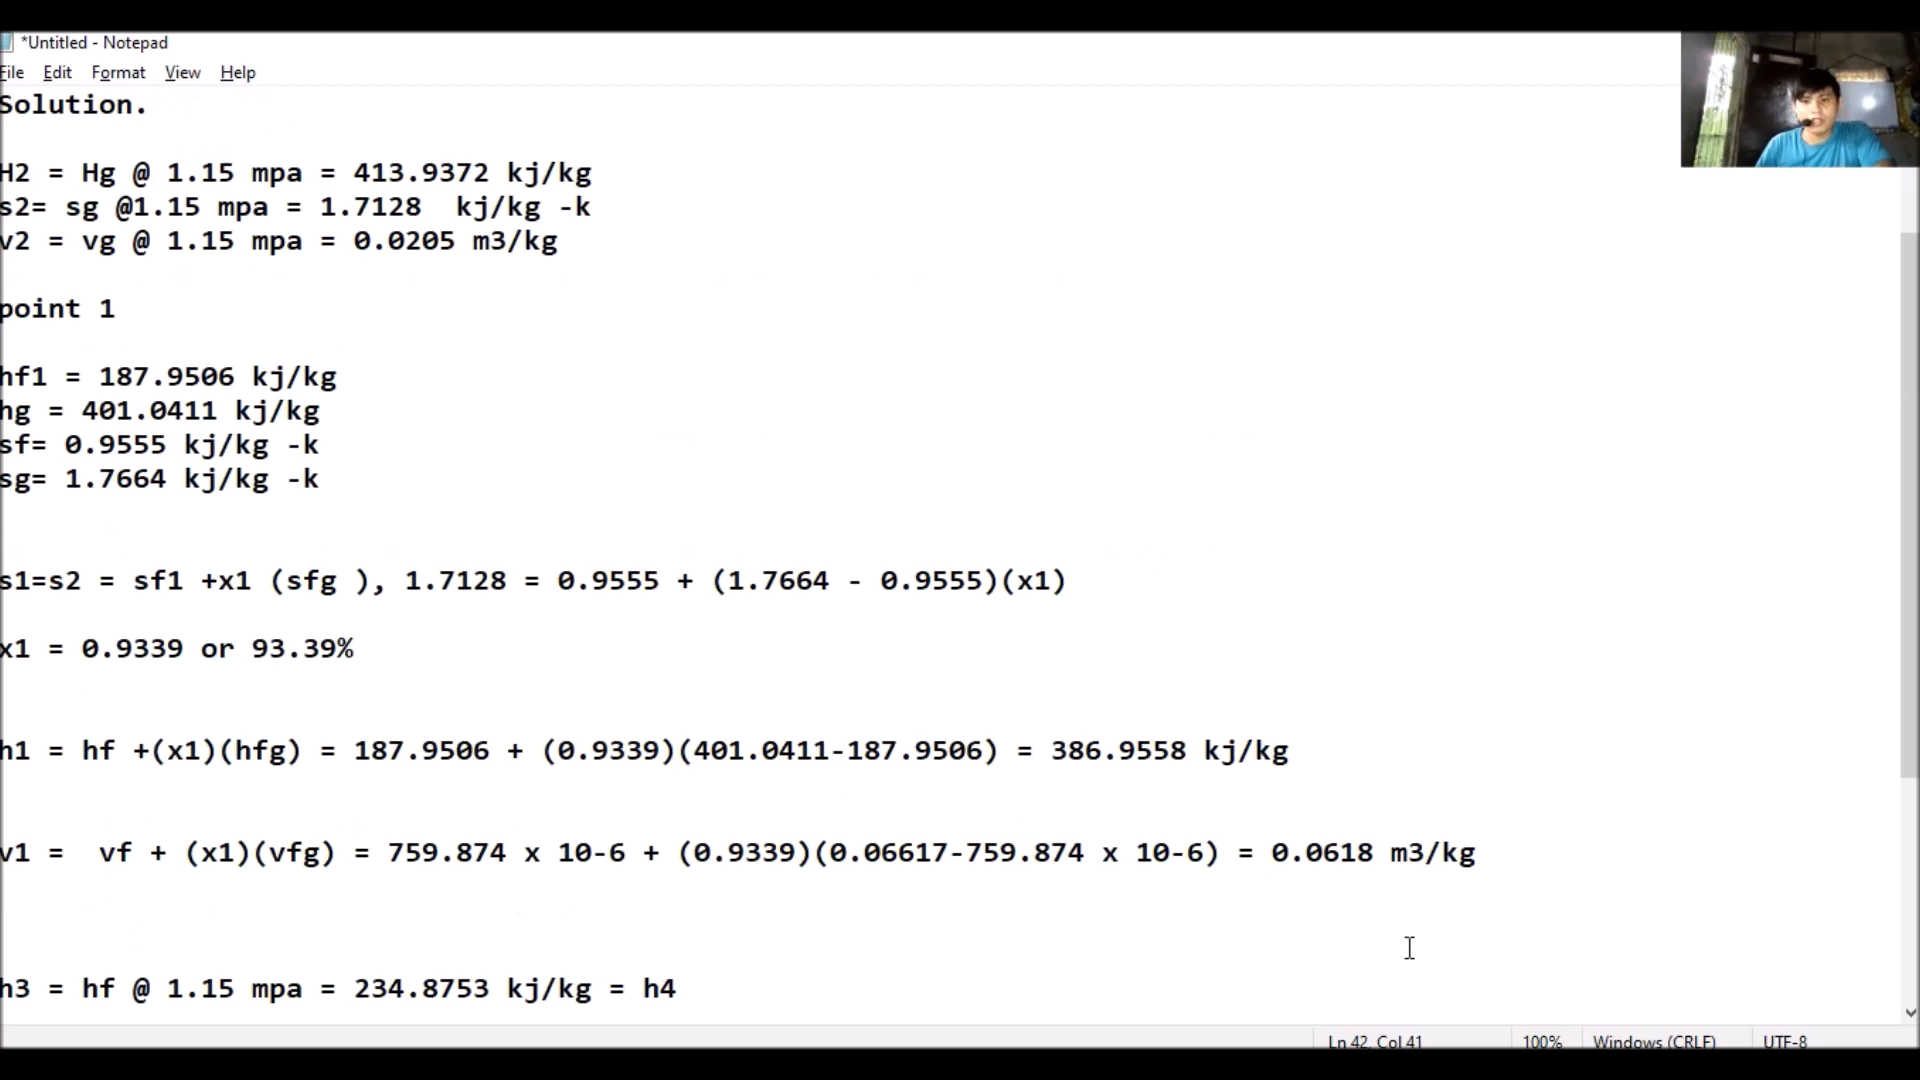 *Untitled - Notepad
File Edit Format View Help
Solution.
H2 = Hg @ 1.15 mpa = 413.9372 kj/kg
s2= sg @1.15 mpa = 1.7128  kj/kg -k
v2 = vg @ 1.15 mpa = 0.0205 m3/kg
point 1
hf1 = 187.9506 kj/kg
hg = 401.0411 kj/kg
sf= 0.9555 kj/kg -k
sg= 1.7664 kj/kg -k
s1=s2 = sf1 +x1 (sfg ), 1.7128 = 0.9555 + (1.7664 - 0.9555)(x1)
x1 = 0.9339 or 93.39%
h1 = hf +(x1)(hfg) = 187.9506 + (0.9339)(401.0411-187.9506) = 386.9558 kj/kg
v1 =  vf + (x1)(vfg) = 759.874 x 10-6 + (0.9339)(0.06617-759.874 x 10-6) = 0.0618 m3/kg
h3 = hf @ 1.15 mpa = 234.8753 kj/kg = h4
Ln 42, Col 41 100% Windows (CRLF) UTF-8